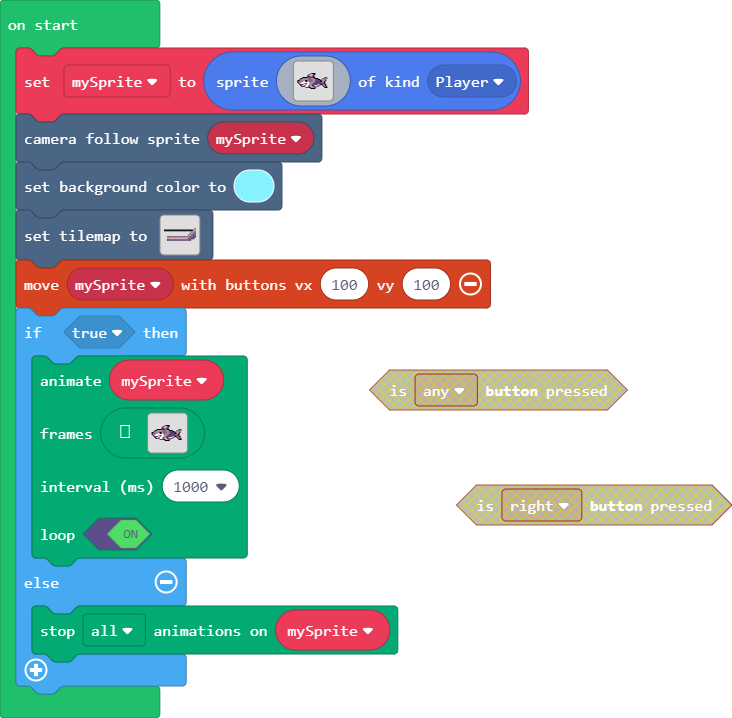 on start
set mySprite to sprite of kind Player
camera follow sprite mySprite
set background color to
set tilemap to
move mySprite with buttons vx 100 vy 100
if true then
animate mySprite
frames
interval (ms) 1000
loop ON
else
stop all animations on mySprite
is any button pressed
is right button pressed